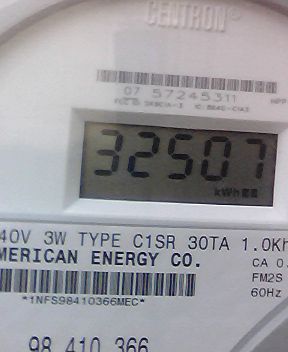 CENTRON®
07 57245311
32507
kWh
40V 3W TYPE C1SR 30TA 1.0Kh
MERICAN ENERGY CO.
CA 0.
FM2S
60Hz
*1NFS98410366MEC*
98 410 366